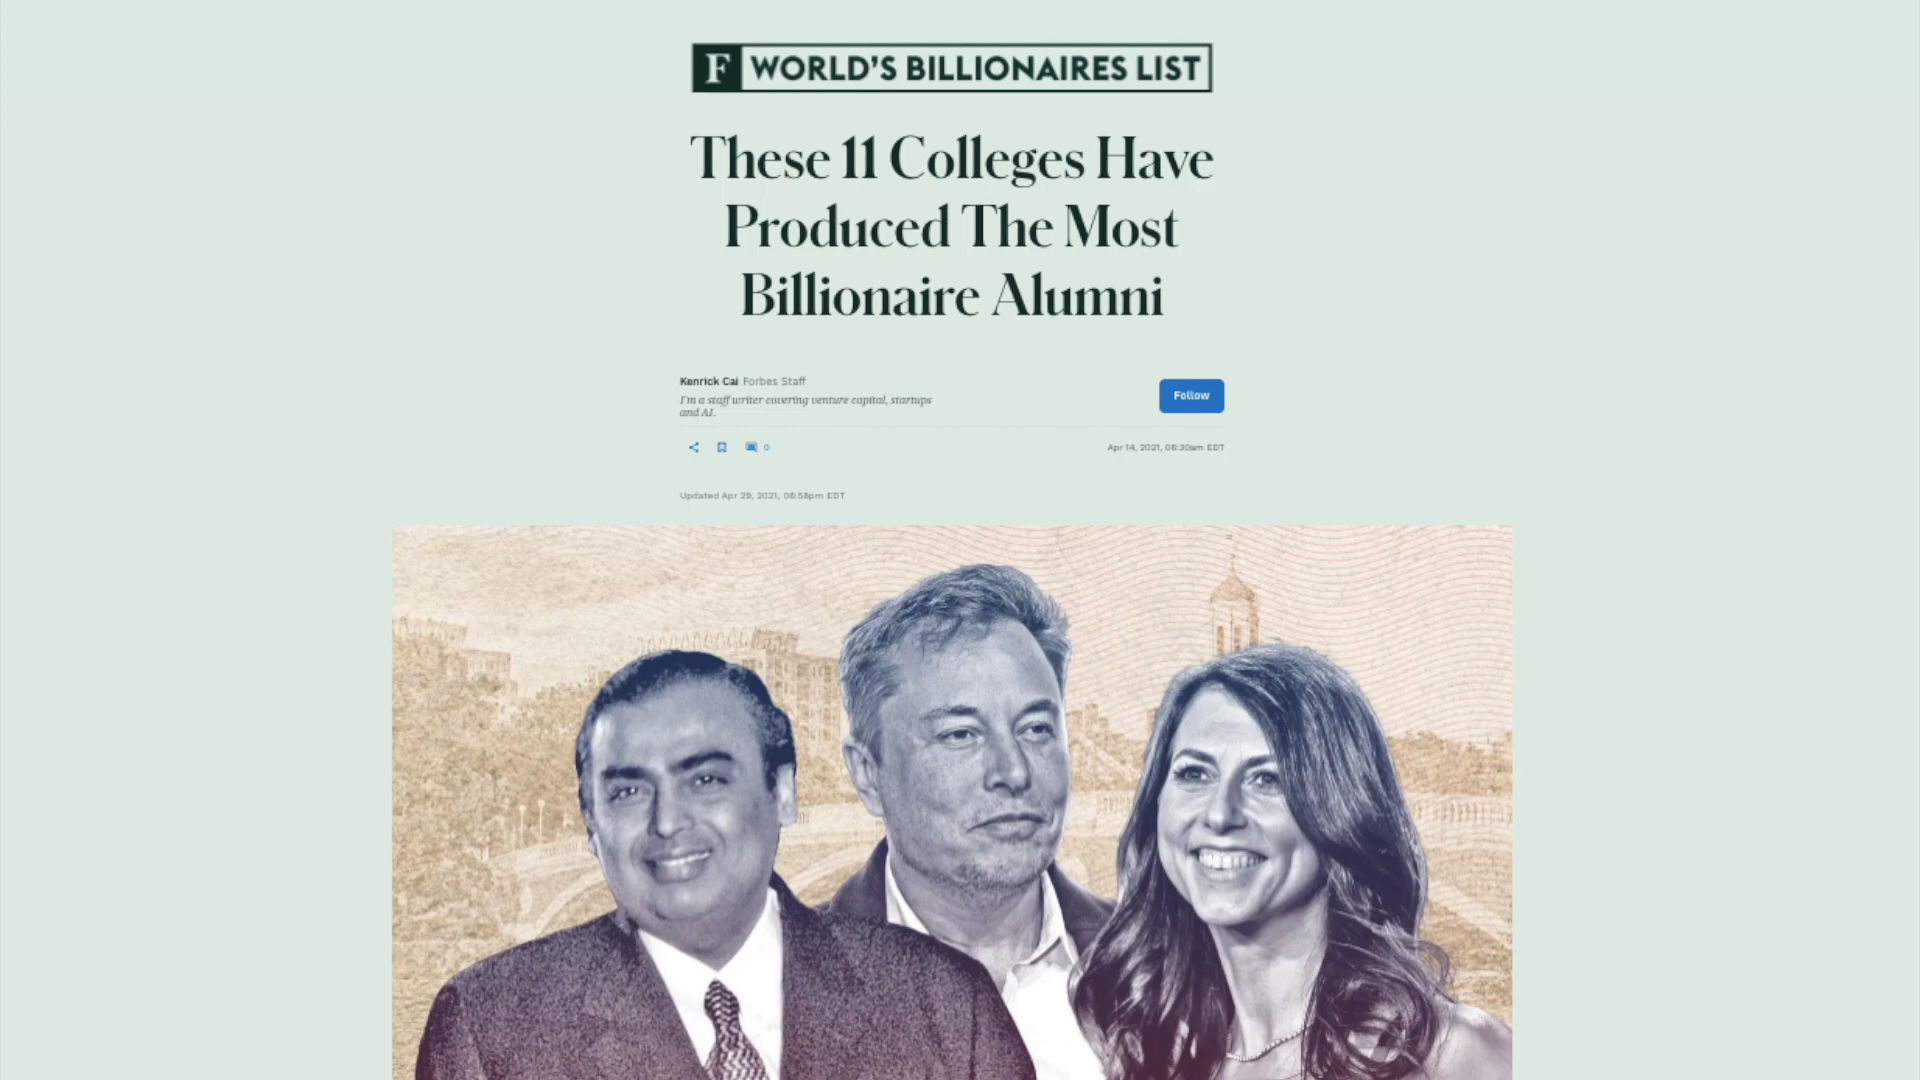 F WORLD'S BILLIONAIRES LIST
These 11 Colleges Have
Produced The Most
Billionaire Alumni
Kenrick Cai Forbes Staff
I'm a staff writer covering venture capital, startups
and AI.
Follow
0
Apr 14, 2021, 06:30am EDT
Updated Apr 29, 2021, 06:58pm EDT